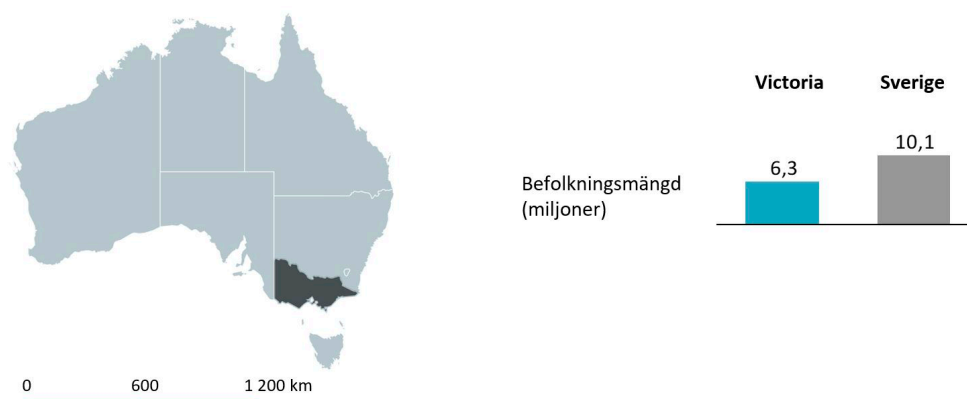 Victoria Sverige
10,1
6,3
Befolkningsmängd
(miljoner)
0 600 1 200 km